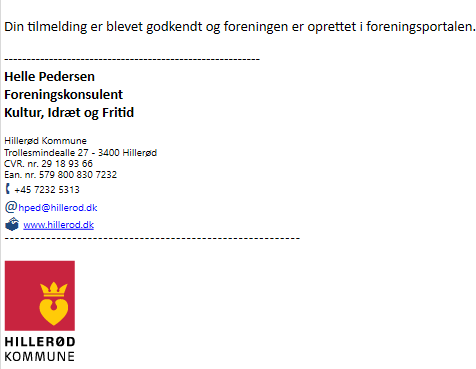 Din tilmelding er blevet godkendt og foreningen er oprettet i foreningsportalen.
----------------------------------------------------------
Helle Pedersen
Foreningskonsulent
Kultur, Idræt og Fritid
Hillerød Kommune
Trollesmindealle 27 - 3400 Hillerød
CVR. nr. 29 18 93 66
Ean. nr. 579 800 830 7232
+45 7232 5313
@hped@hillerod.dk
www.hillerod.dk
----------------------------------------------------------
HILLERØD
KOMMUNE